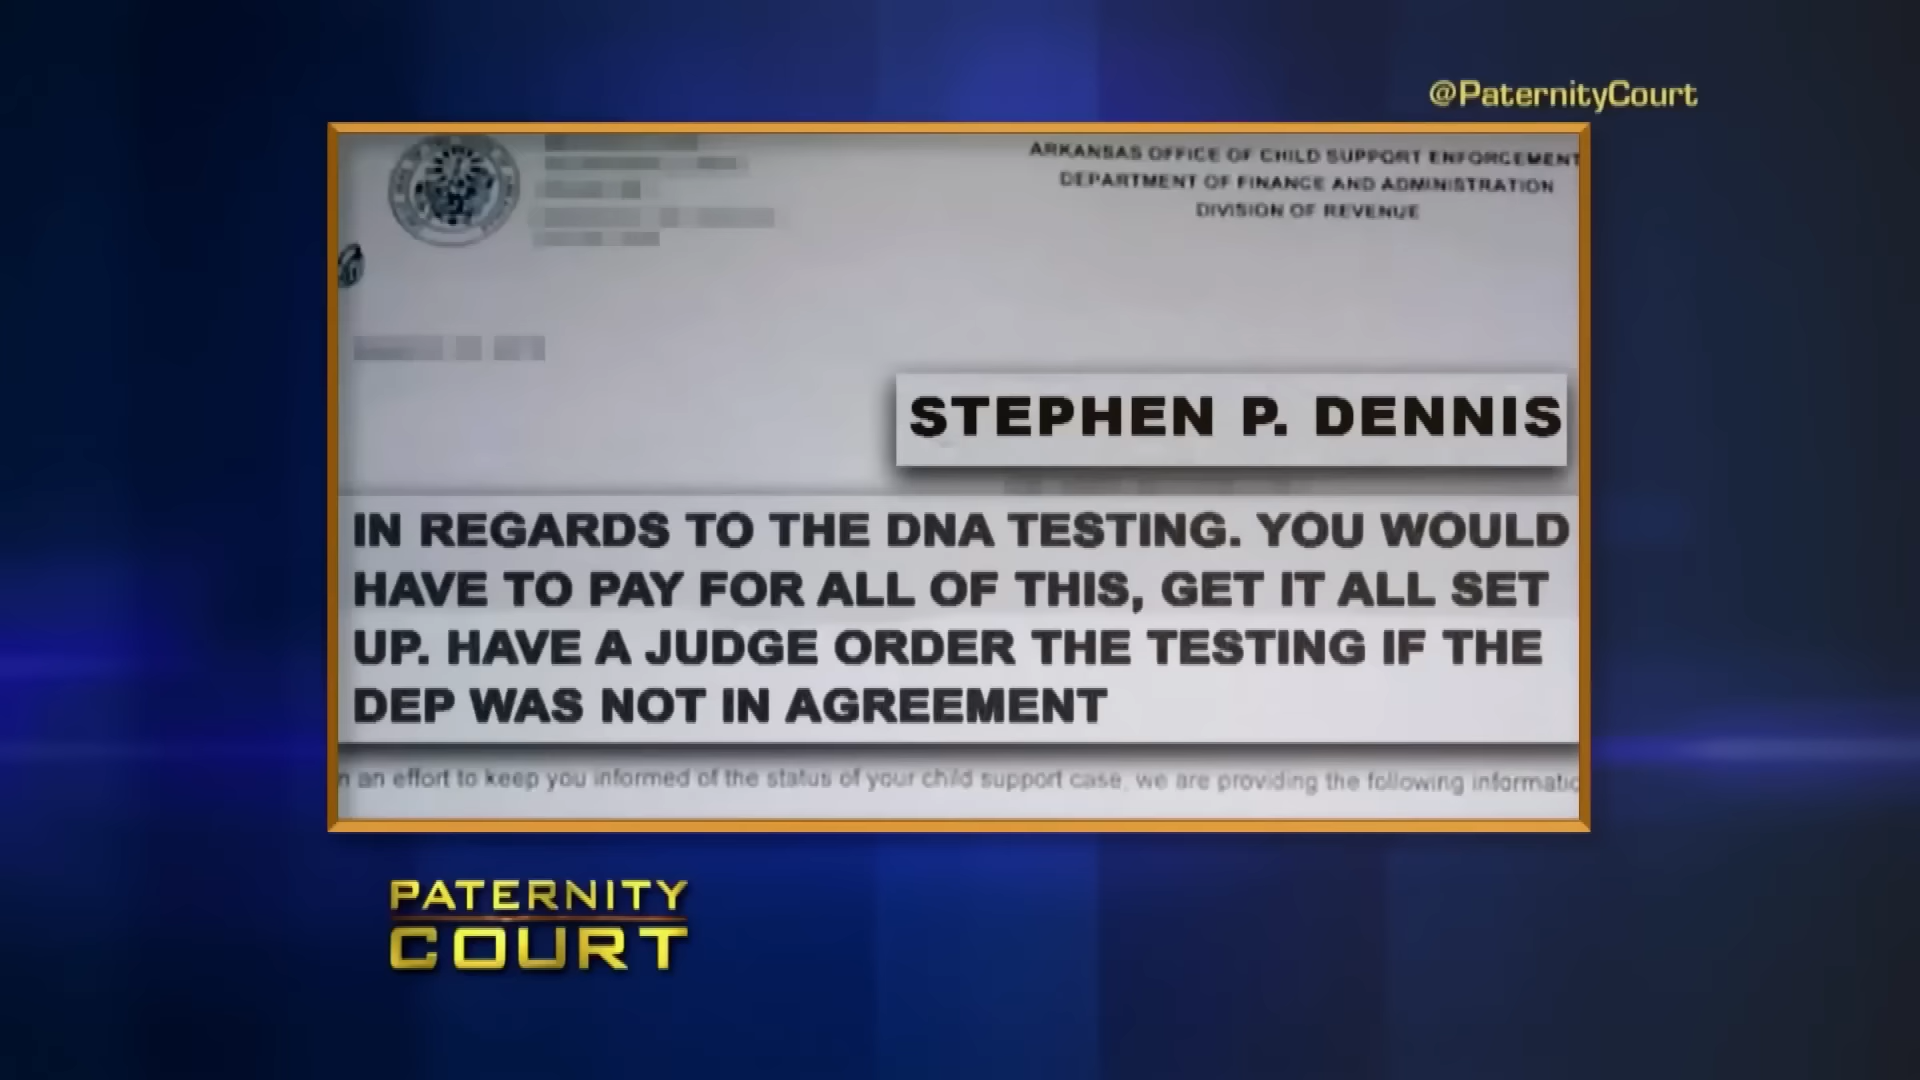 @PaternityCourt
ARKANSAS OFFICE OF CHILD SUPPORT ENFORCEMENT
DEPARTMENT OF FINANCE AND ADMINISTRATION
DIVISION OF REVENUE
STEPHEN P. DENNIS
IN REGARDS TO THE DNA TESTING. YOU WOULD
HAVE TO PAY FOR ALL OF THIS, GET IT ALL SET
UP. HAVE A JUDGE ORDER THE TESTING IF THE
DEP WAS NOT IN AGREEMENT
n an effort to keep you informed of the status of your child support case, we are providing the following informatio
PATERNITY
COURT